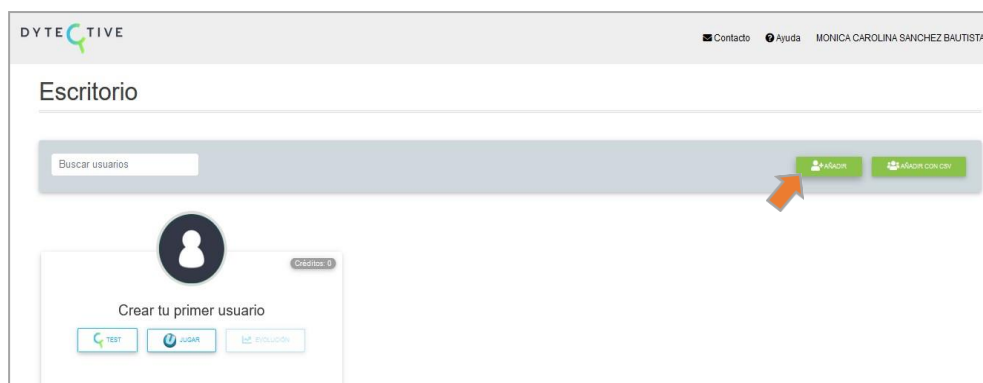 DYTECTIVE
Contacto Ayuda MONICA CAROLINA SANCHEZ BAUTISTA
Escritorio
Buscar usuarios
AÑADIR AÑADIR CON CSV
Créditos: 0
Crear tu primer usuario
TEST JUGAR EVOLUCIÓN